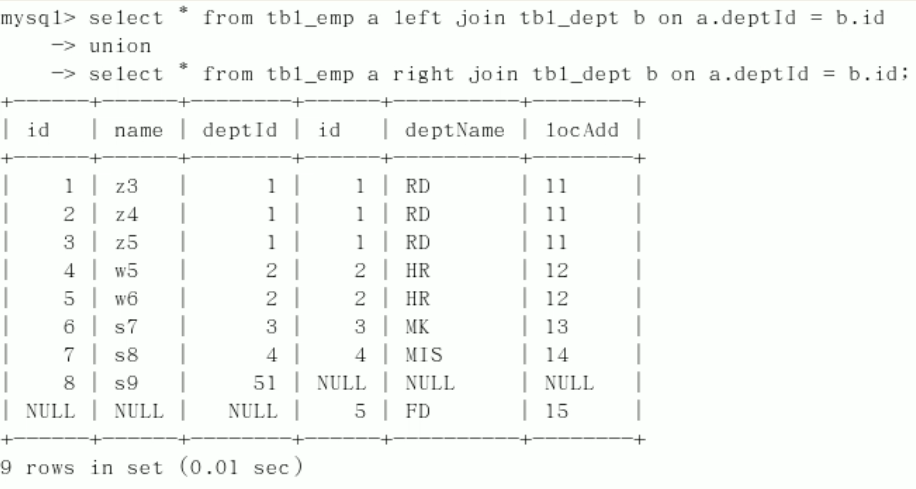 mysql> select * from tbl_emp a left join tbl_dept b on a.deptId = b.id
-> union
-> select * from tbl_emp a right join tbl_dept b on a.deptId = b.id;
+------+------+--------+------+----------+--------+
| id | name | deptId | id | deptName | locAdd |
+------+------+--------+------+----------+--------+
| 1 | z3 | 1 | 1 | RD | 11 |
| 2 | z4 | 1 | 1 | RD | 11 |
| 3 | z5 | 1 | 1 | RD | 11 |
| 4 | w5 | 2 | 2 | HR | 12 |
| 5 | w6 | 2 | 2 | HR | 12 |
| 6 | s7 | 3 | 3 | MK | 13 |
| 7 | s8 | 4 | 4 | MIS | 14 |
| 8 | s9 | 51 | NULL | NULL | NULL |
| NULL | NULL | NULL | 5 | FD | 15 |
+------+------+--------+------+----------+--------+
9 rows in set (0.01 sec)